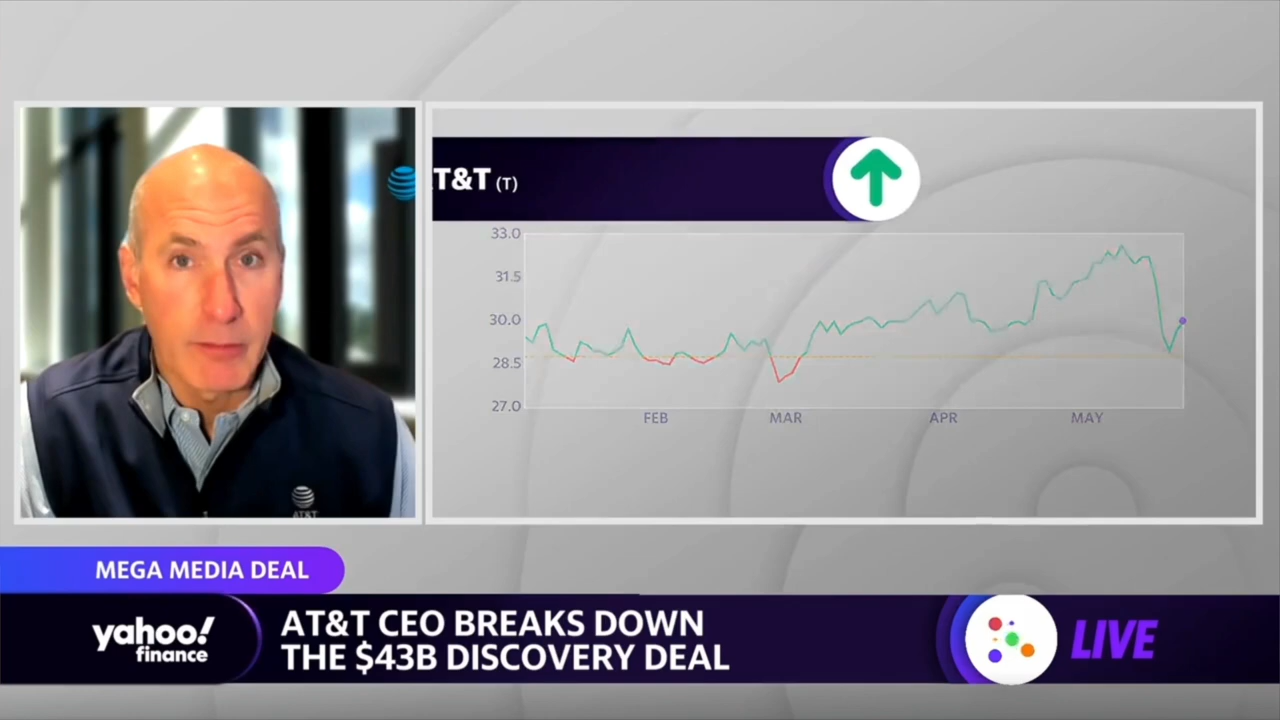 T&T (T)
33.0
31.5
30.0
28.5
27.0
FEB MAR APR MAY
AT&T
MEGA MEDIA DEAL
yahoo!
finance
AT&T CEO BREAKS DOWN
THE $43B DISCOVERY DEAL
LIVE